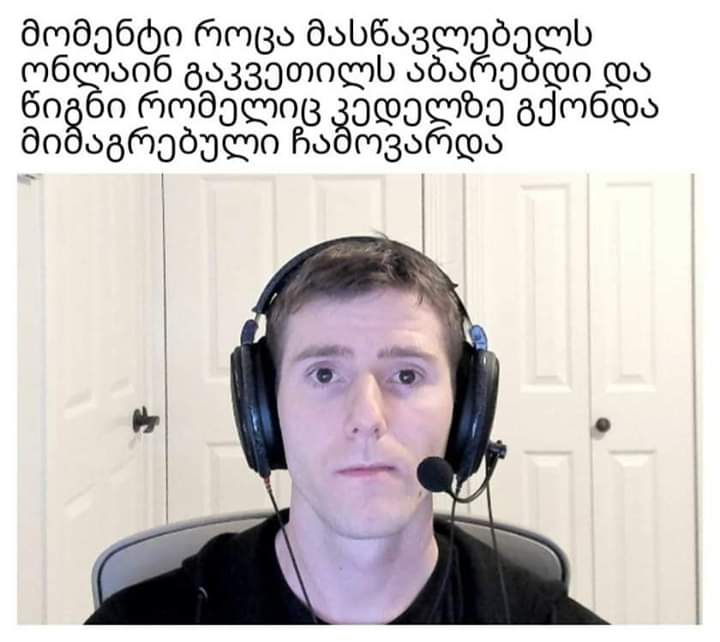 მომენტი როცა მასწავლებელს
ონლაინ გაკვეთილს აბარებდი და
წიგნი რომელიც კედელზე გქონდა
მიმაგრებული ჩამოვარდა